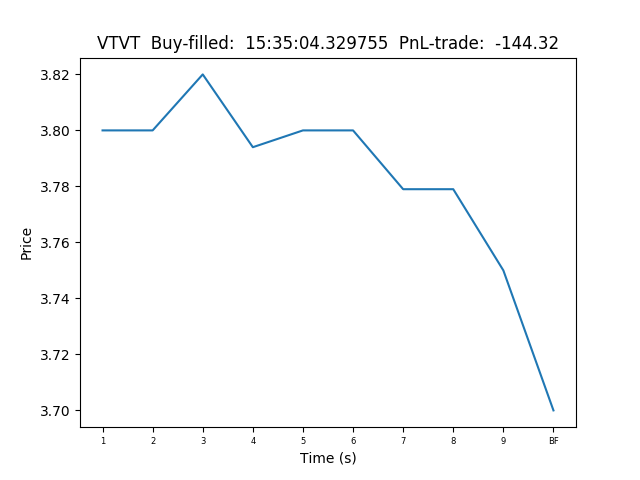 VTVT  Buy-filled:  15:35:04.329755  PnL-trade:  -144.32
3.82
3.80
3.78
3.76
3.74
3.72
3.70
Price
1 2 3 4 5 6 7 8 9 BF
Time (s)